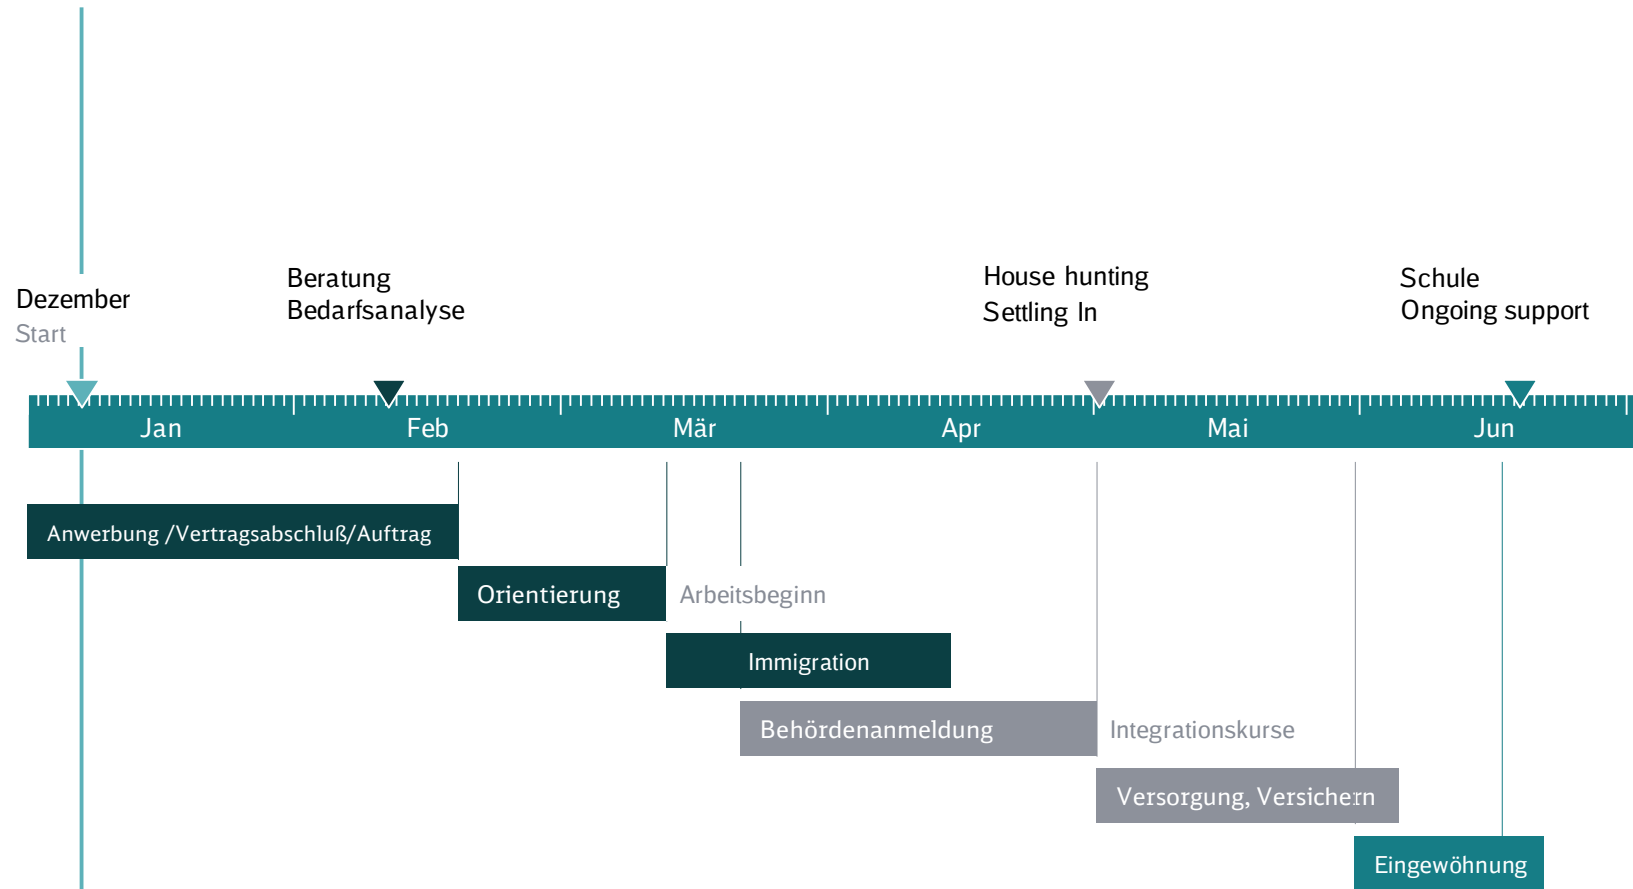 Dezember
Start
Beratung
Bedarfsanalyse
House hunting
Settling In
Schule
Ongoing support
Jan
Feb
Mär
Apr
Mai
Jun
Anwerbung /Vertragsabschluß/Auftrag
Orientierung
Arbeitsbeginn
Immigration
Behördenanmeldung
Integrationskurse
Versorgung, Versichern
Eingewöhnung